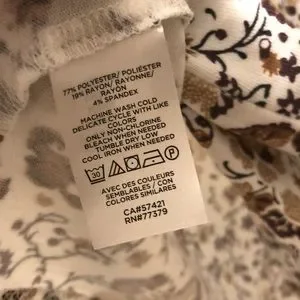 77% POLYESTER/ POLIÉSTER
19% RAYON/ RAYONNE/
RAYON
4% SPANDEX
MACHINE WASH COLD
DELICATE CYCLE WITH LIKE
COLORS
ONLY NON-CHLORINE
BLEACH WHEN NEEDED
TUMBLE DRY LOW
COOL IRON WHEN NEEDED
30 P
AVEC DES COULEURS
SEMBLABLES / CON
COLORES SIMILARES
CA#57421
RN#77379